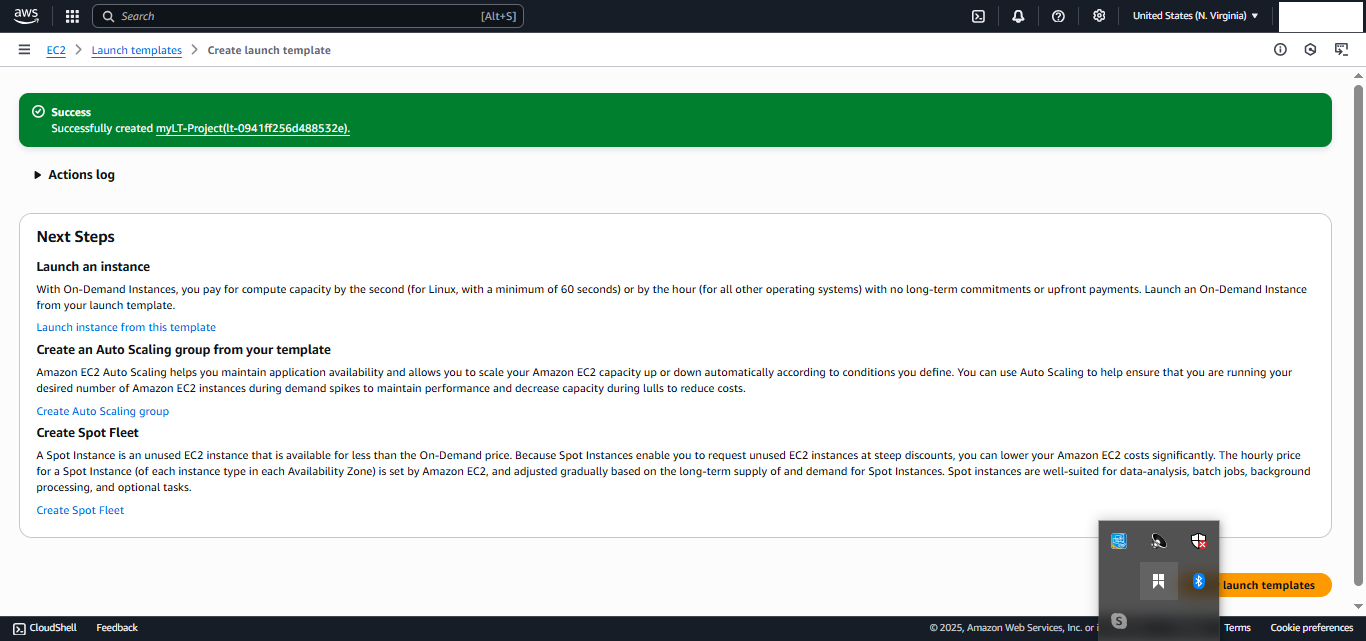 aws
Search [Alt+S]
United States (N. Virginia)
EC2 Launch templates Create launch template
Success
Successfully created myLT-Project(lt-0941ff256d488532e).
Actions log
Next Steps
Launch an instance
With On-Demand Instances, you pay for compute capacity by the second (for Linux, with a minimum of 60 seconds) or by the hour (for all other operating systems) with no long-term commitments or upfront payments. Launch an On-Demand Instance
from your launch template.
Launch instance from this template
Create an Auto Scaling group from your template
Amazon EC2 Auto Scaling helps you maintain application availability and allows you to scale your Amazon EC2 capacity up or down automatically according to conditions you define. You can use Auto Scaling to help ensure that you are running your
desired number of Amazon EC2 instances during demand spikes to maintain performance and decrease capacity during lulls to reduce costs.
Create Auto Scaling group
Create Spot Fleet
A Spot Instance is an unused EC2 instance that is available for less than the On-Demand price. Because Spot Instances enable you to request unused EC2 instances at steep discounts, you can lower your Amazon EC2 costs significantly. The hourly price
for a Spot Instance (of each instance type in each Availability Zone) is set by Amazon EC2, and adjusted gradually based on the long-term supply of and demand for Spot Instances. Spot instances are well-suited for data-analysis, batch jobs, background
processing, and optional tasks.
Create Spot Fleet
launch templates
CloudShell Feedback © 2025, Amazon Web Services, Inc. or Terms Cookie preferences